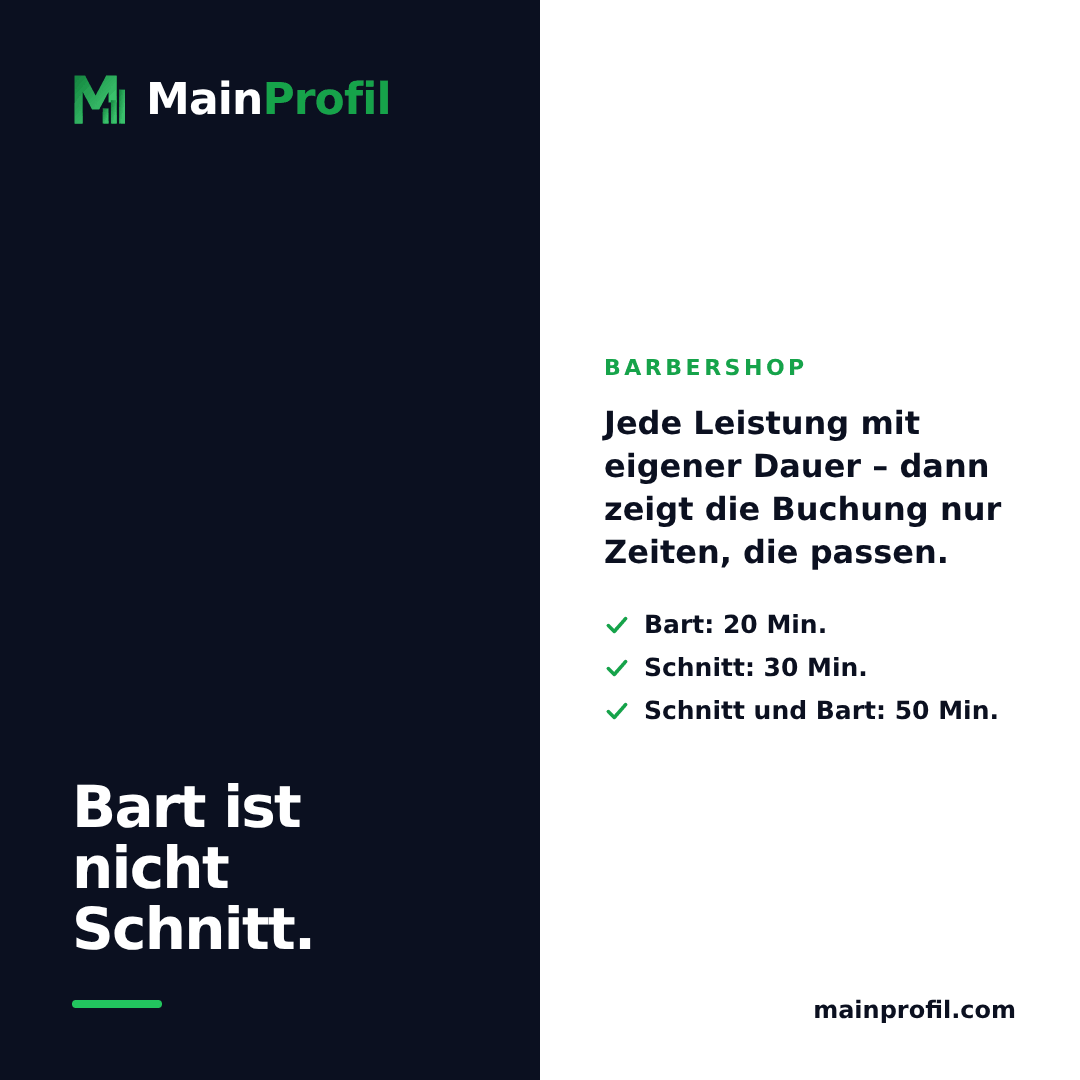 MainProfil
Bart ist
nicht
Schnitt.
BARBERSHOP
Jede Leistung mit
eigener Dauer – dann
zeigt die Buchung nur
Zeiten, die passen.
Bart: 20 Min.
Schnitt: 30 Min.
Schnitt und Bart: 50 Min.
mainprofil.com